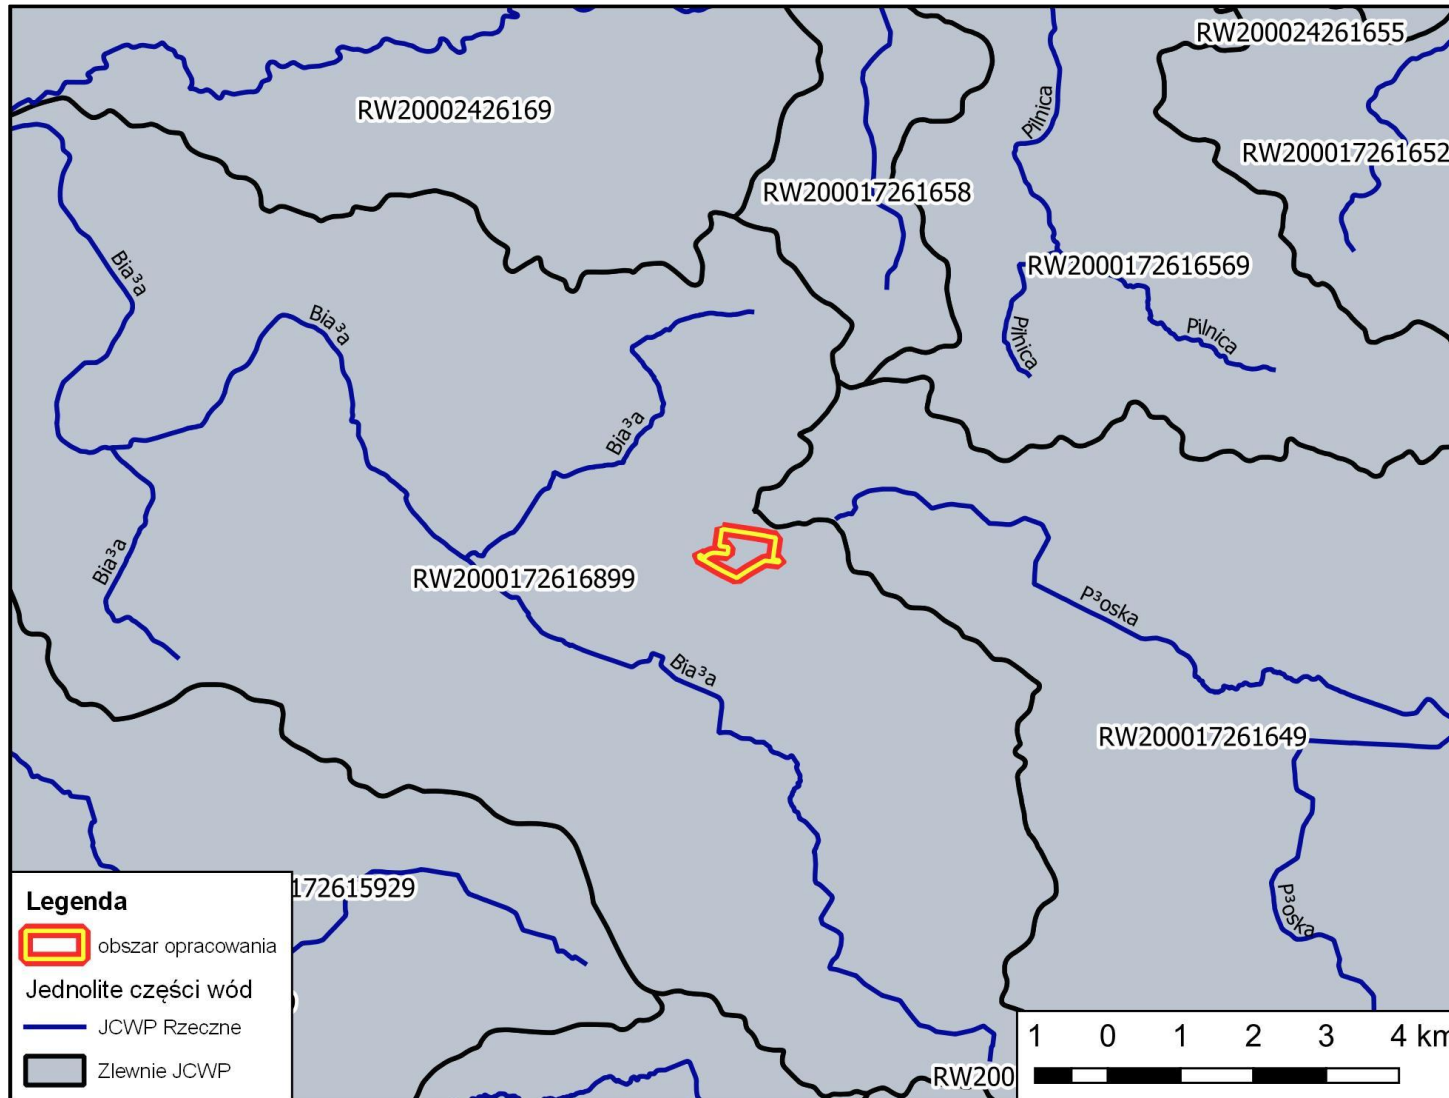 RW200024261655
RW20002426169
Pilnica
RW200017261652
RW200017261658
Bia³a
RW2000172616569
Bia³a
Pilnica
Pilnica
Bia³a
Bia³a
RW2000172616899
P³oska
Bia³a
RW200017261649
172615929
P³oska
Legenda
obszar opracowania
Jednolite części wód
JCWP Rzeczne
Zlewnie JCWP
1 0 1 2 3 4 km
RW200